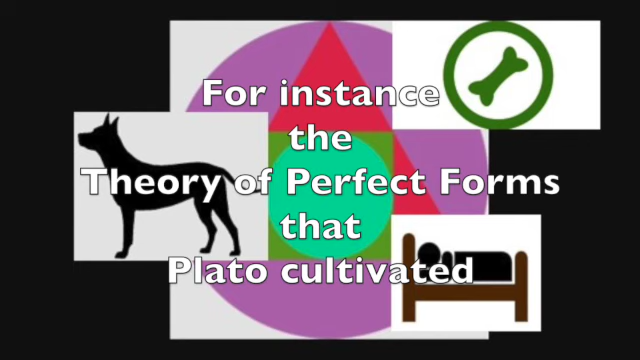 For instance
the
Theory of Perfect Forms
that
Plato cultivated